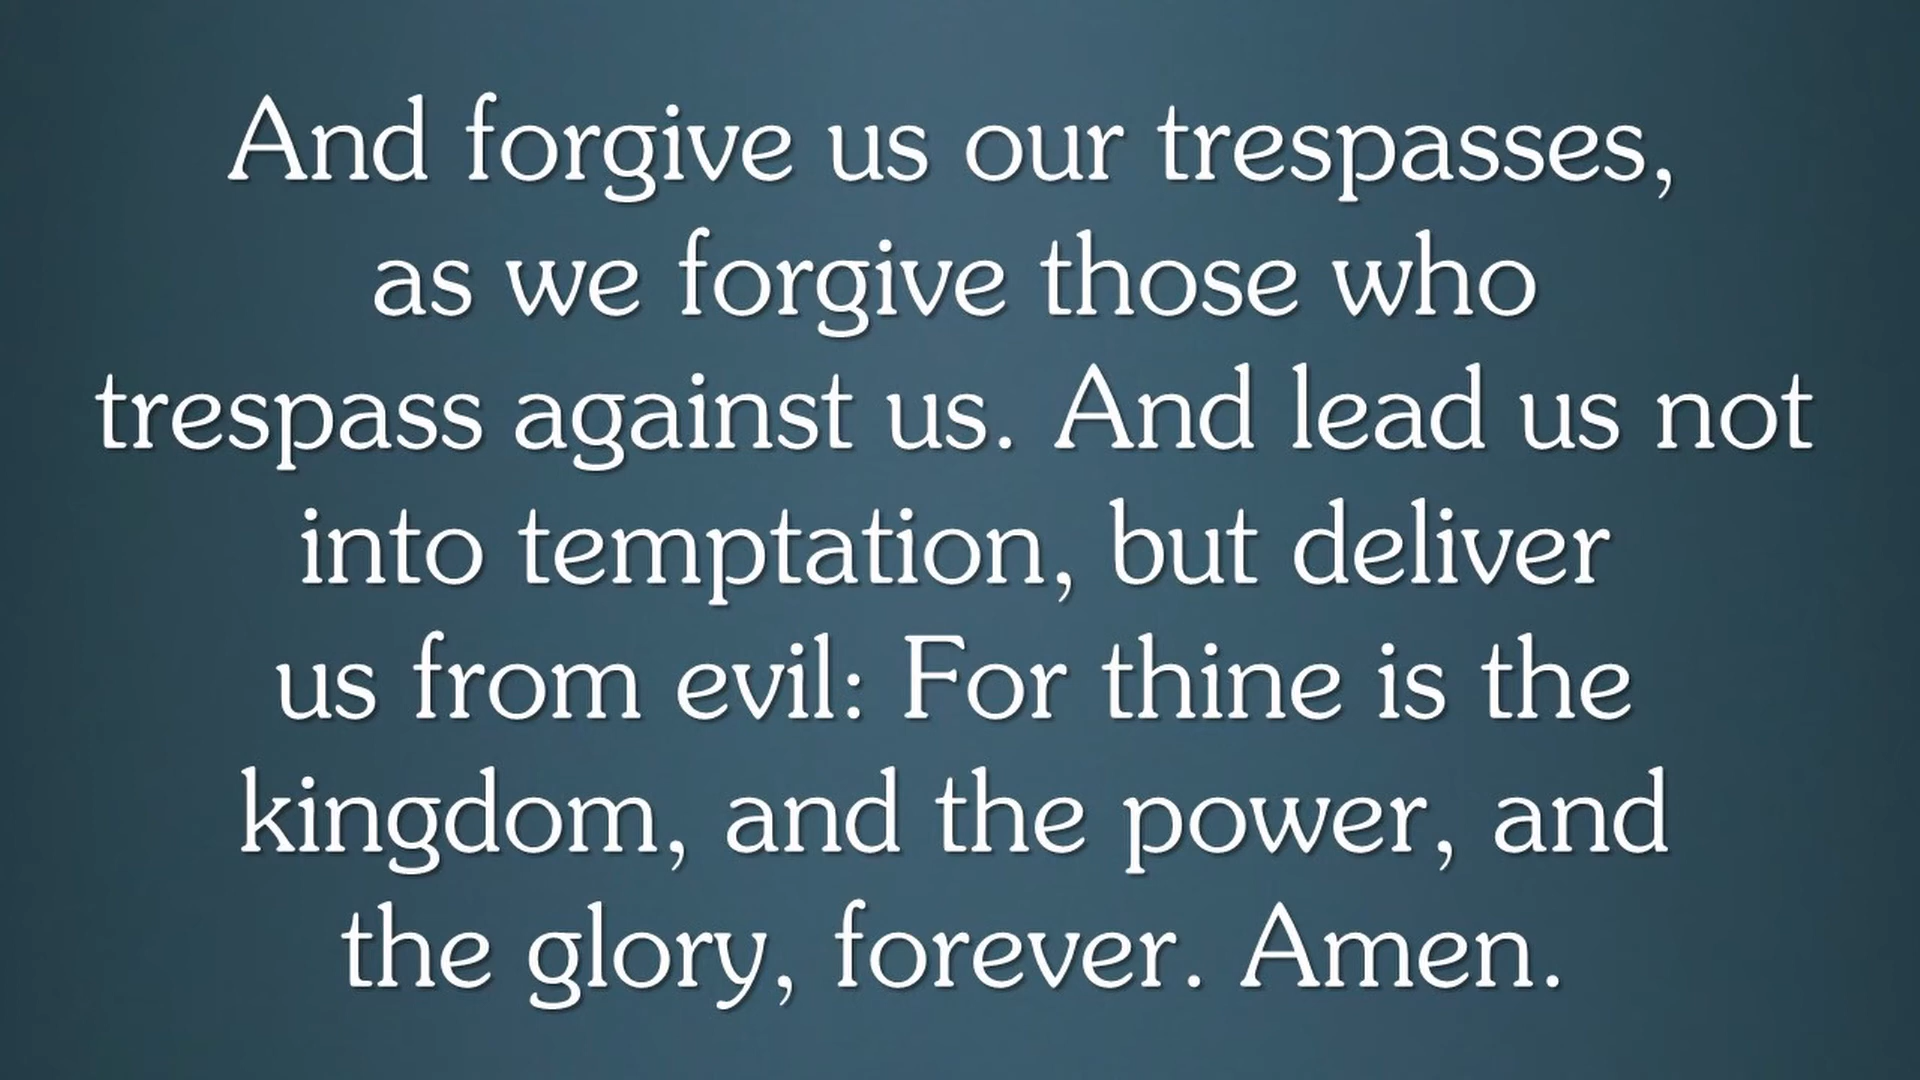 And forgive us our trespasses,
as we forgive those who
trespass against us. And lead us not
into temptation, but deliver
us from evil: For thine is the
kingdom, and the power, and
the glory, forever. Amen.